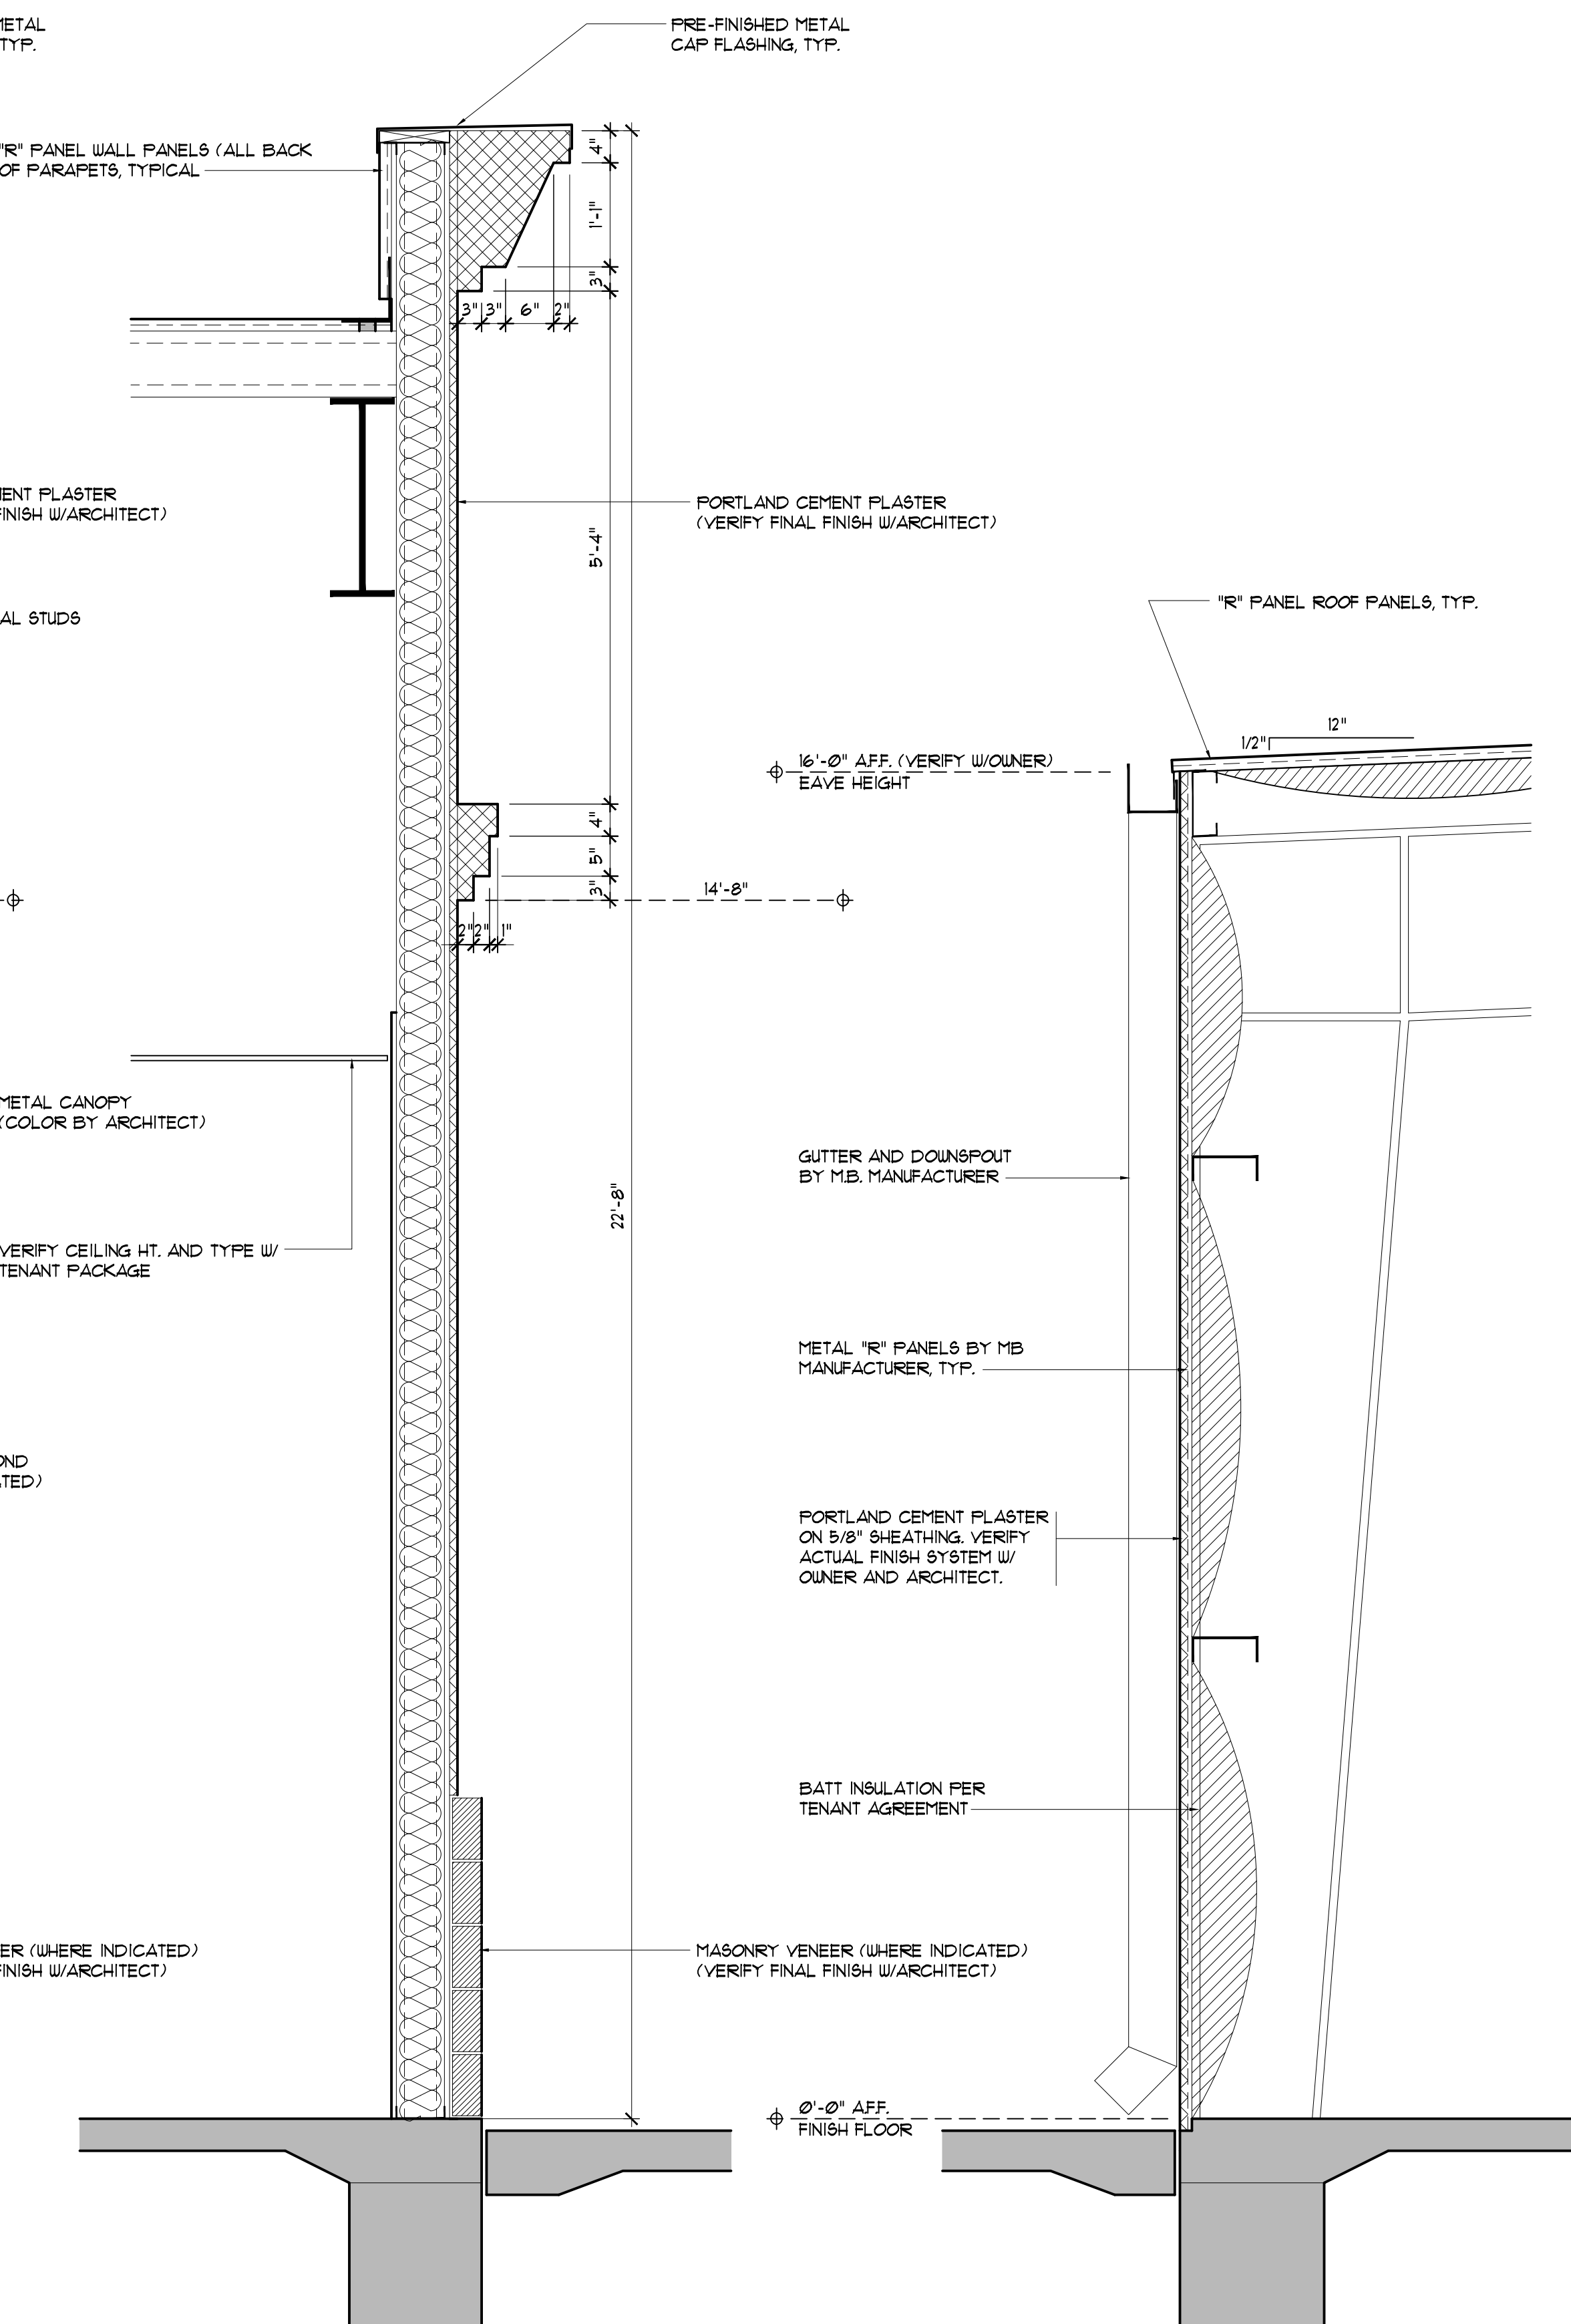 METAL
TYP.
PRE-FINISHED METAL
CAP FLASHING, TYP.
"R" PANEL WALL PANELS (ALL BACK
OF PARAPETS, TYPICAL
4"
1'-1"
3"
3" 3" 6" 2"
ENT PLASTER
FINISH W/ARCHITECT)
PORTLAND CEMENT PLASTER
(VERIFY FINAL FINISH W/ARCHITECT)
5'-4"
AL STUDS
"R" PANEL ROOF PANELS, TYP.
12"
1/2"
16'-0" A.F.F. (VERIFY W/OWNER)
EAVE HEIGHT
4"
5"
3"
14'-8"
2" 2" 1"
METAL CANOPY
(COLOR BY ARCHITECT)
GUTTER AND DOWNSPOUT
BY M.B. MANUFACTURER
22'-8"
VERIFY CEILING HT. AND TYPE W/
TENANT PACKAGE
METAL "R" PANELS BY MB
MANUFACTURER, TYP.
OND
TED)
PORTLAND CEMENT PLASTER
ON 5/8" SHEATHING. VERIFY
ACTUAL FINISH SYSTEM W/
OWNER AND ARCHITECT.
BATT INSULATION PER
TENANT AGREEMENT
ER (WHERE INDICATED)
FINISH W/ARCHITECT)
MASONRY VENEER (WHERE INDICATED)
(VERIFY FINAL FINISH W/ARCHITECT)
0'-0" A.F.F.
FINISH FLOOR